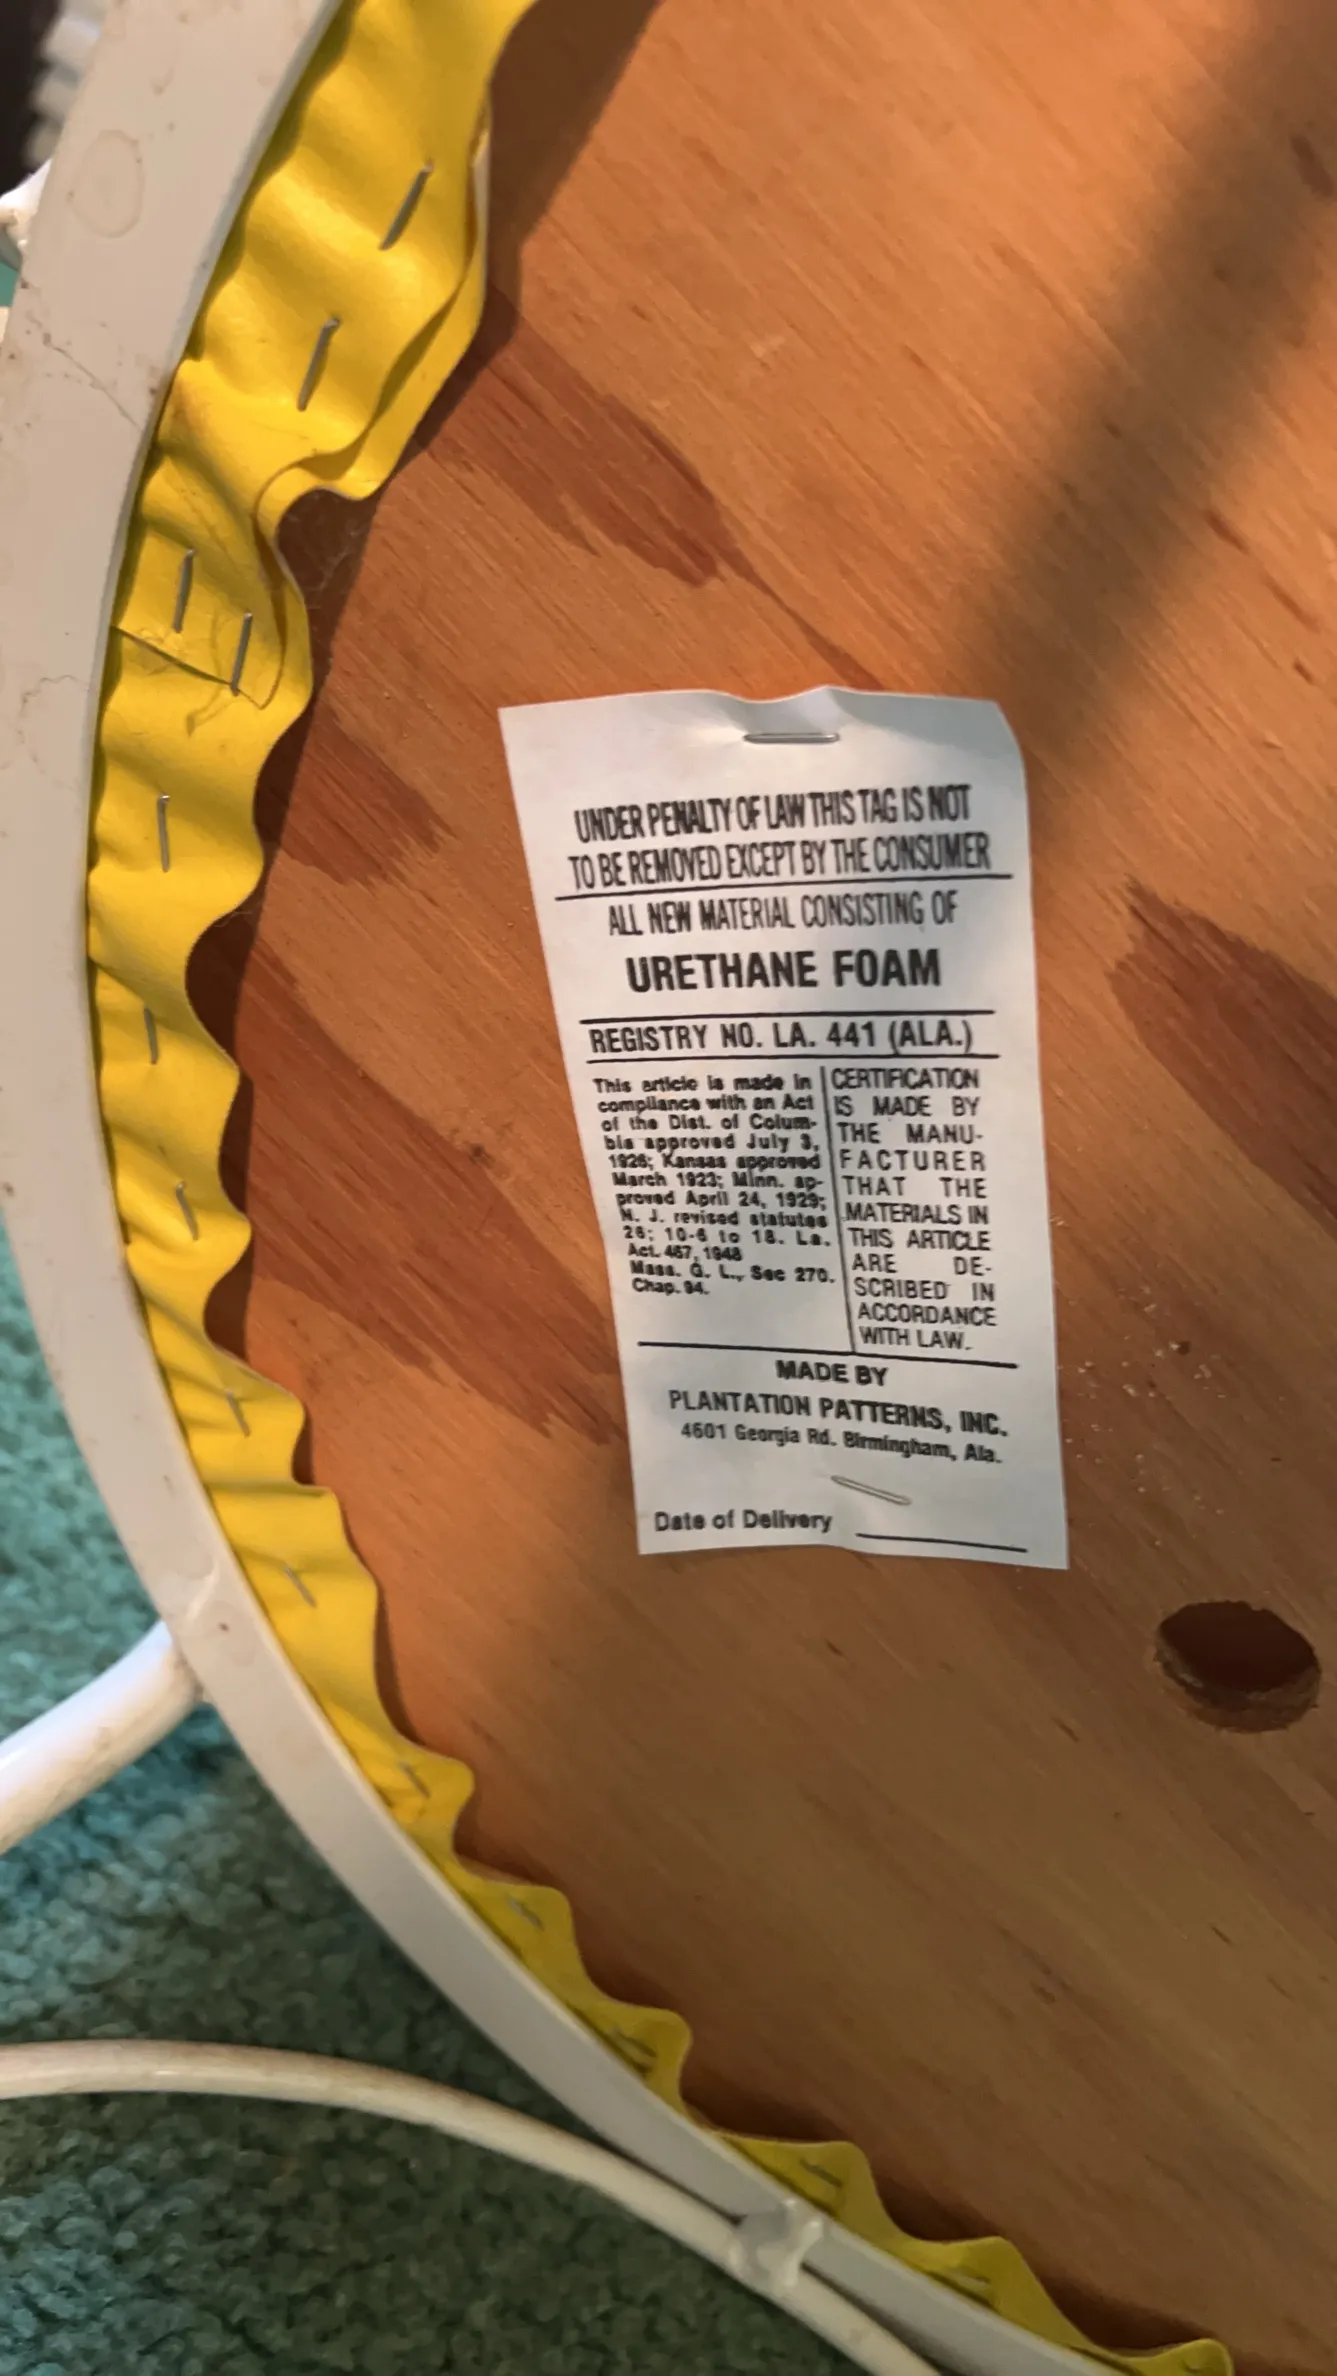 UNDER PENALTY OF LAW THIS TAG IS NOT
TO BE REMOVED EXCEPT BY THE CONSUMER
ALL NEW MATERIAL CONSISTING OF
URETHANE FOAM
REGISTRY NO. LA. 441 (ALA.)
This article is made in
compliance with an Act
of the Dist. of Colum-
bia approved July 3,
1926; Kansas approved
March 1923; Minn. ap-
proved April 24, 1929;
N. J. revised statutes
26; 10-6 to 18. La.
Act. 467, 1948
Mass. G. L., Sec 270.
Chap. 94.
CERTIFICATION
IS MADE BY
THE MANU-
FACTURER
THAT THE
MATERIALS IN
THIS ARTICLE
ARE DE-
SCRIBED IN
ACCORDANCE
WITH LAW.
MADE BY
PLANTATION PATTERNS, INC.
4601 Georgia Rd. Birmingham, Ala.
Date of Delivery